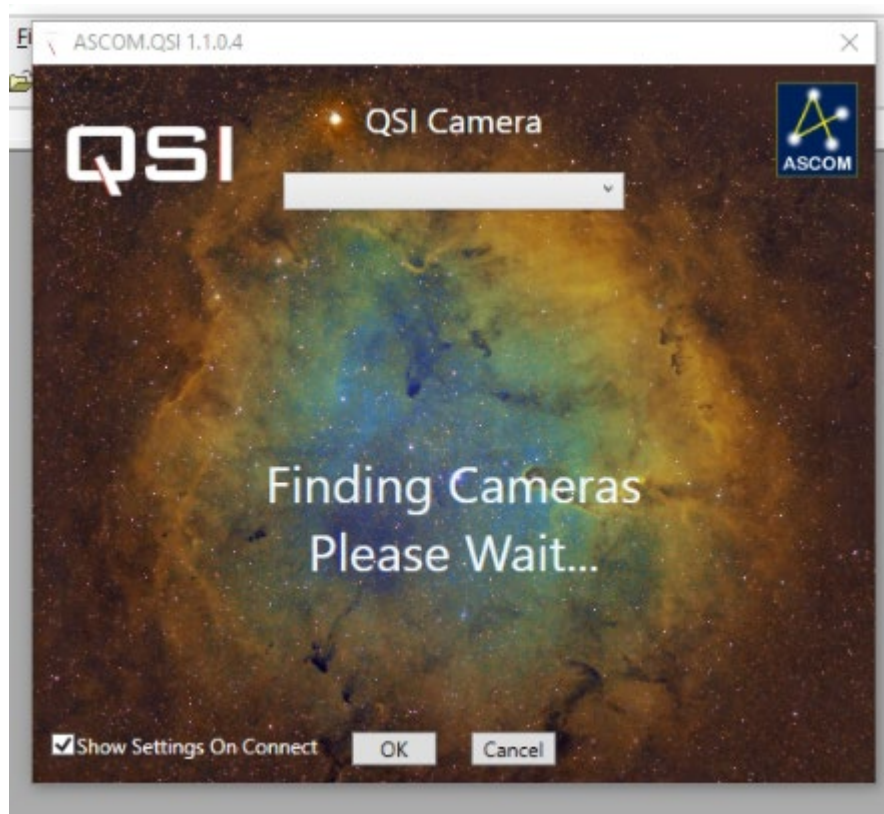 Fi
ASCOM.QSI 1.1.0.4
QSI
QSI Camera
ASCOM
Finding Cameras
Please Wait...
Show Settings On Connect
OK
Cancel